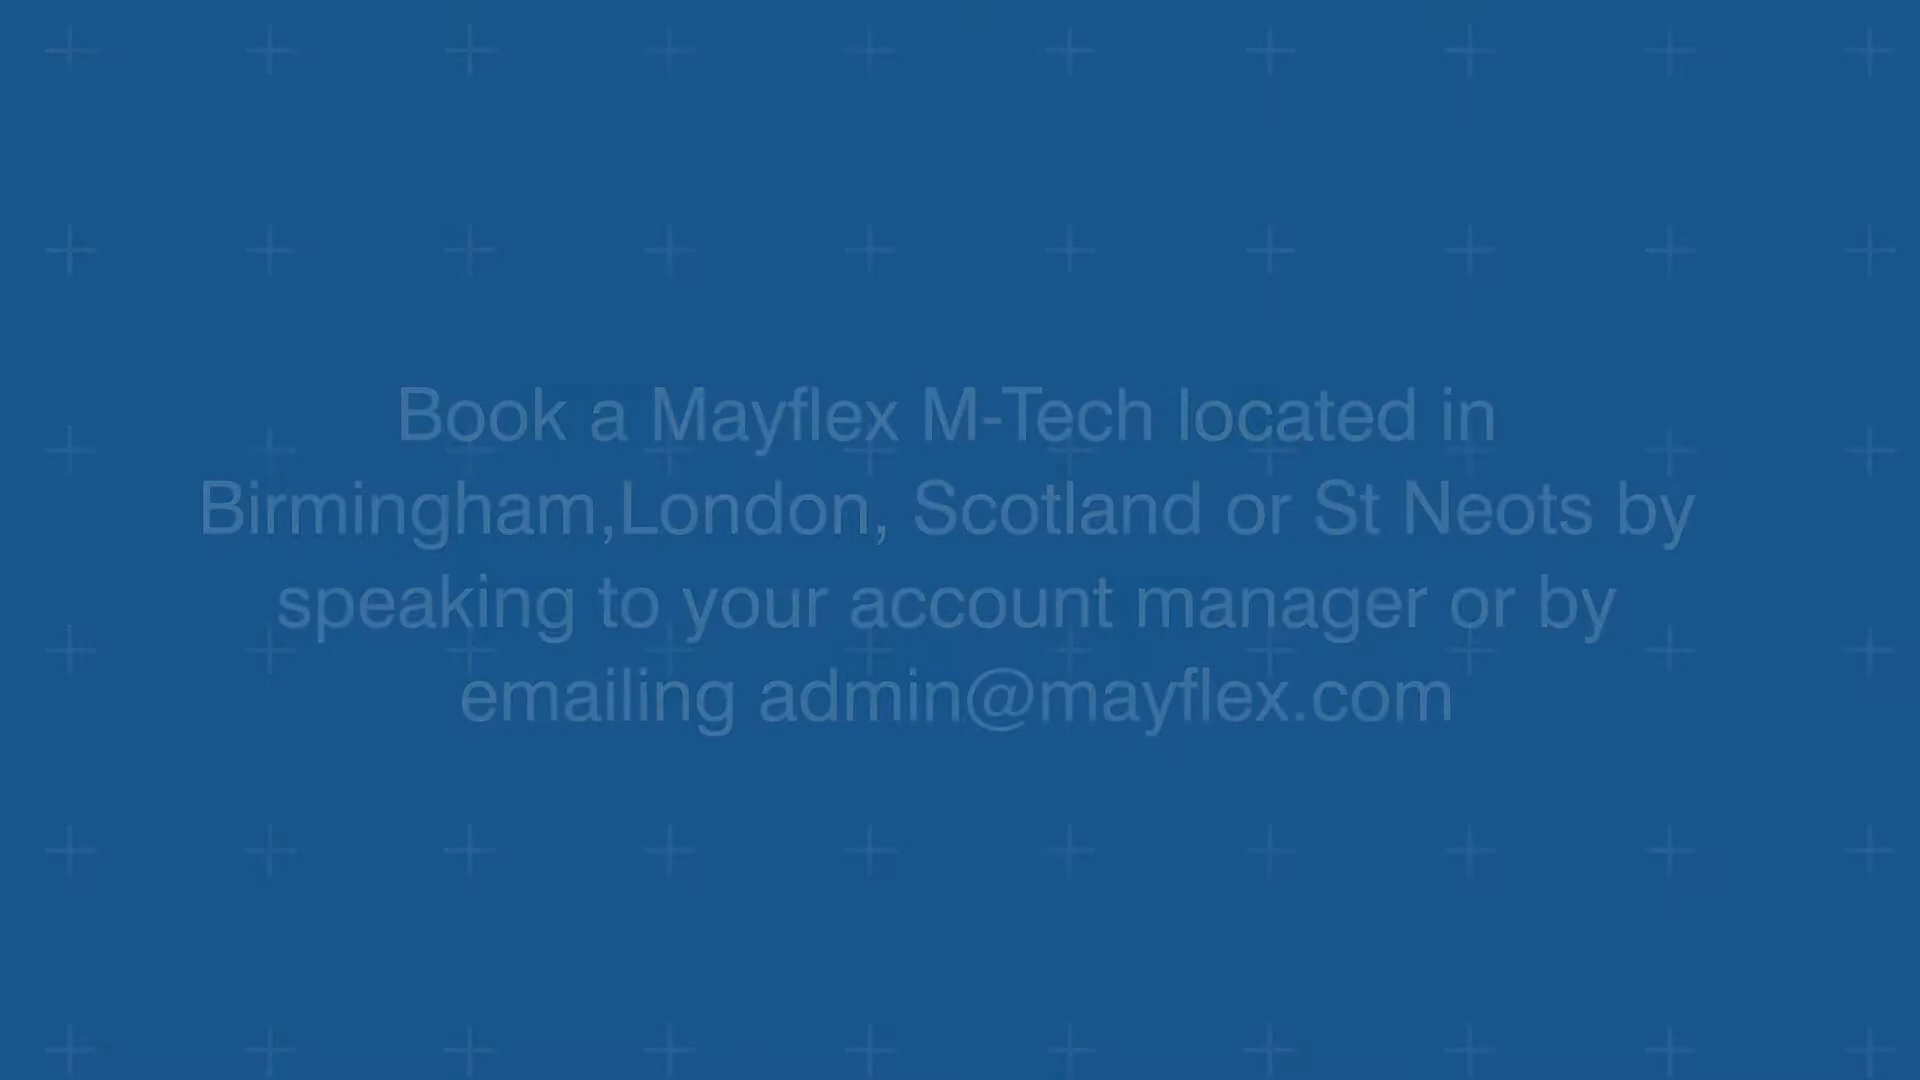 Book a Mayflex M-Tech located in
Birmingham,London, Scotland or St Neots by
speaking to your account manager or by
emailing admin@mayflex.com